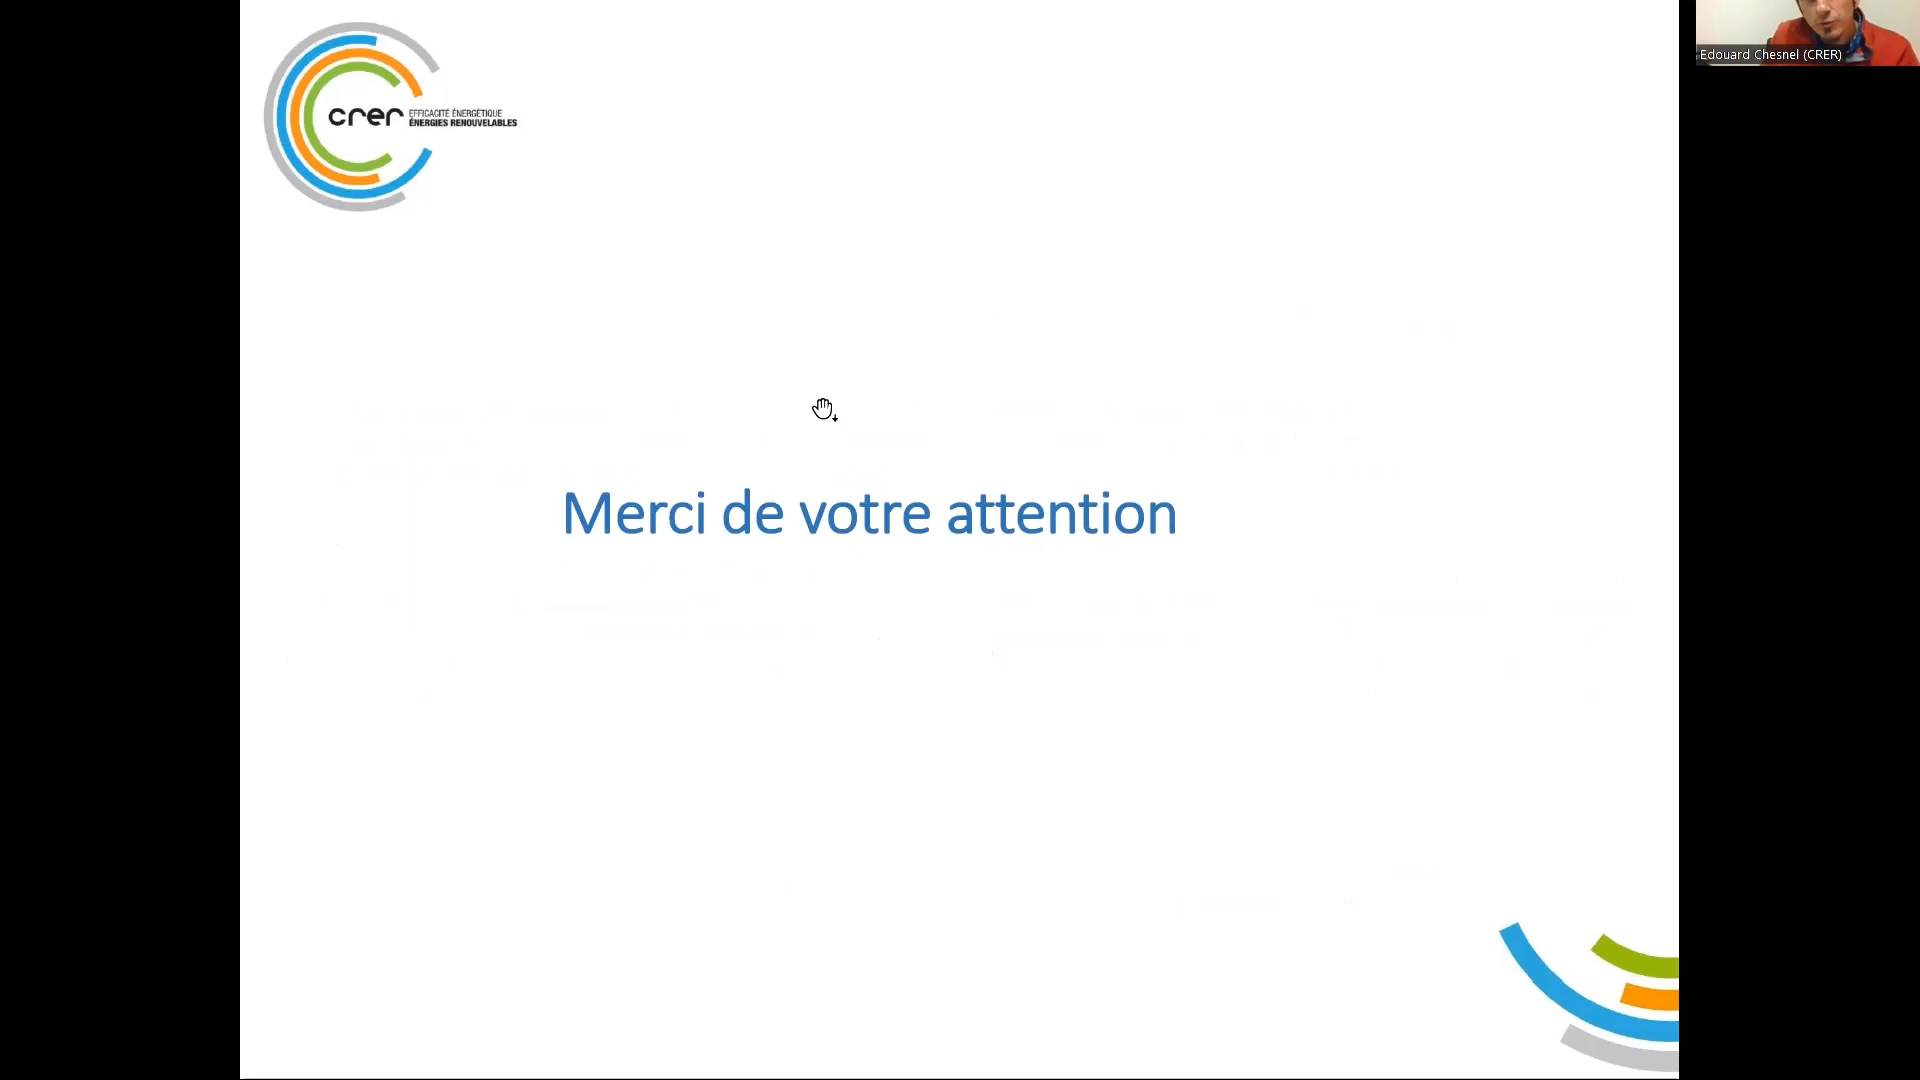 crer
EFFICACITÉ ÉNERGÉTIQUE
ÉNERGIES RENOUVELABLES
Edouard Chesnel (CRER)
Merci de votre attention